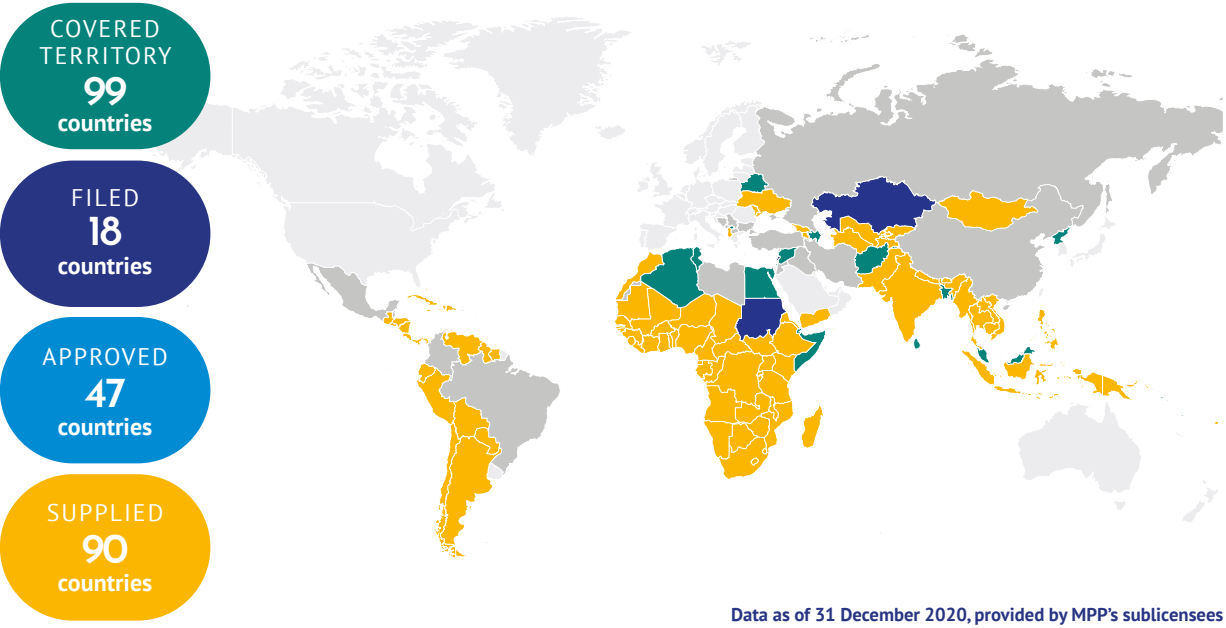 COVERED
TERRITORY
99
countries
FILED
18
countries
APPROVED
47
countries
SUPPLIED
90
countries
Data as of 31 December 2020, provided by MPP's sublicensees